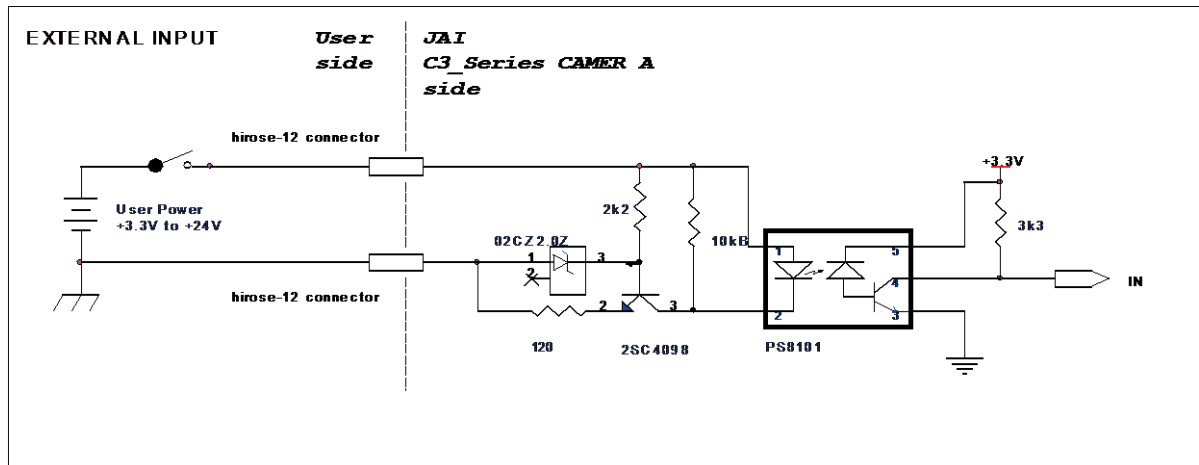 EXTERNAL INPUT
User side
JAI
C3_Series CAMER A
side
hirose-12 connector
+3.3V
User Power
+3.3V to +24V
2k2
10kB
3k3
02CZ2.0Z
1
2
3
1
5
4
IN
hirose-12 connector
2
3
2
3
120
2SC4098
PS8101